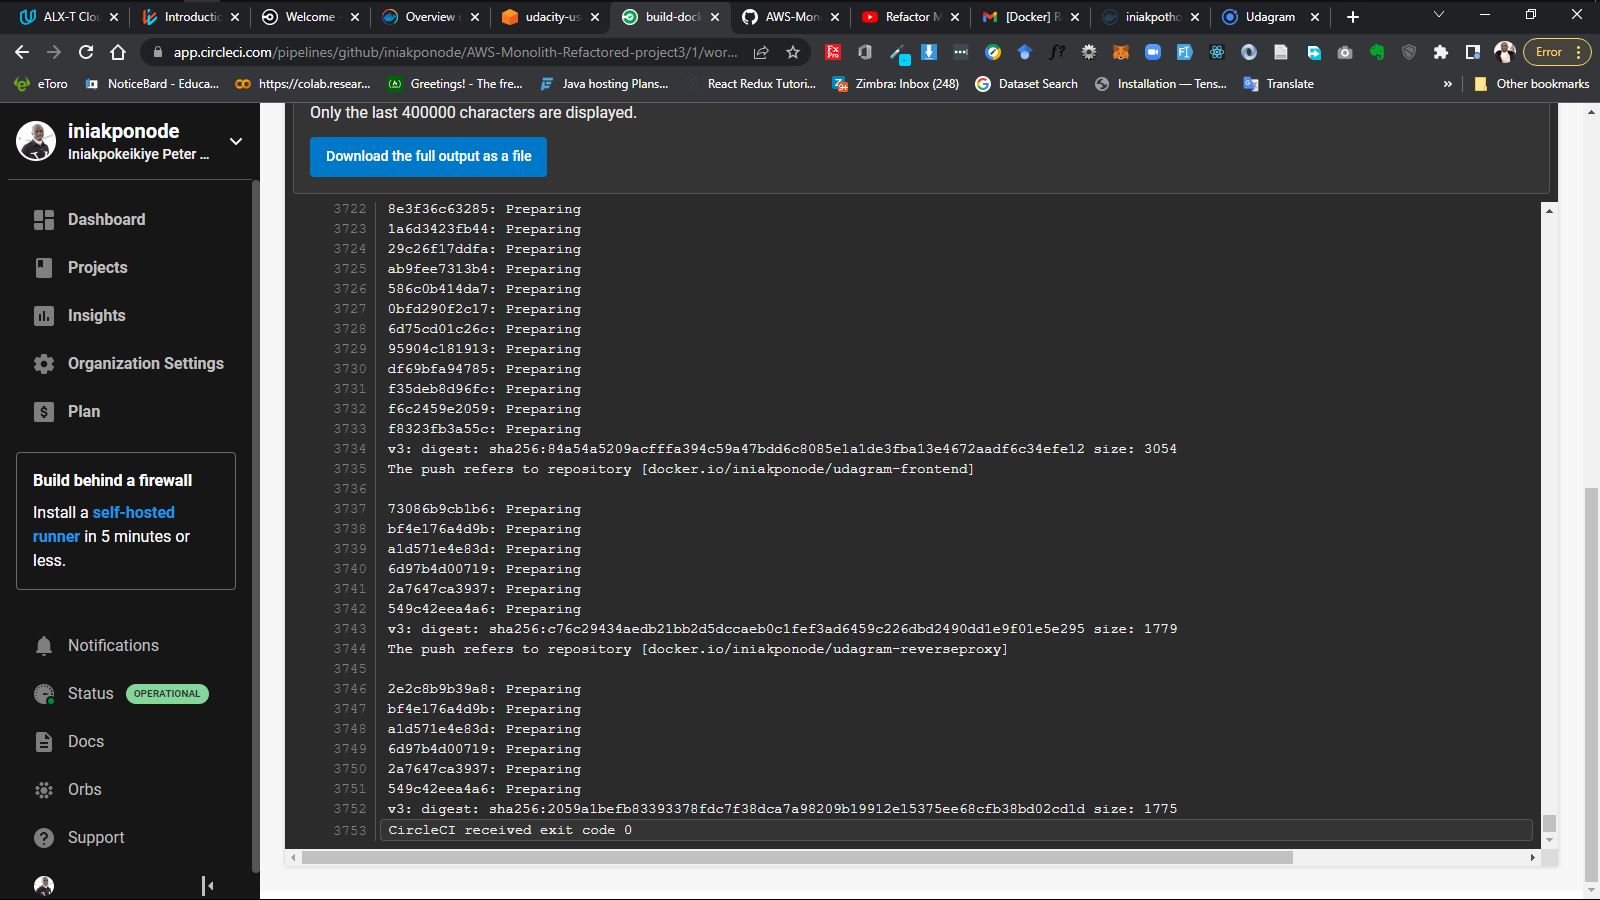 ALX-T Clou
Introductio
Welcome -
Overview o
udacity-us
build-dock
AWS-Mono
Refactor M
[Docker] R
iniakpotho
Udagram
app.circleci.com/pipelines/github/iniakponode/AWS-Monolith-Refactored-project3/1/wor...
Error
eToro
NoticeBard - Educa...
https://colab.resear...
Greetings! - The fre...
Java hosting Plans...
React Redux Tutori...
Zimbra: Inbox (248)
Dataset Search
Installation — Tens...
Translate
»
Other bookmarks
iniakponode
Iniakpokeikiye Peter ...
Dashboard
Projects
Insights
Organization Settings
Plan
Build behind a firewall
Install a self-hosted
runner in 5 minutes or
less.
Notifications
Status OPERATIONAL
Docs
Orbs
Support
Only the last 400000 characters are displayed.
Download the full output as a file
3722 8e3f36c63285: Preparing
3723 1a6d3423fb44: Preparing
3724 29c26f17ddfa: Preparing
3725 ab9fee7313b4: Preparing
3726 586c0b414da7: Preparing
3727 0bfd290f2c17: Preparing
3728 6d75cd01c26c: Preparing
3729 95904c181913: Preparing
3730 df69bfa94785: Preparing
3731 f35deb8d96fc: Preparing
3732 f6c2459e2059: Preparing
3733 f8323fb3a55c: Preparing
3734 v3: digest: sha256:84a54a5209acfffa394c59a47bdd6c8085e1a1de3fba13e4672aadf6c34efe12 size: 3054
3735 The push refers to repository [docker.io/iniakponode/udagram-frontend]
3736
3737 73086b9cb1b6: Preparing
3738 bf4e176a4d9b: Preparing
3739 a1d571e4e83d: Preparing
3740 6d97b4d00719: Preparing
3741 2a7647ca3937: Preparing
3742 549c42eea4a6: Preparing
3743 v3: digest: sha256:c76c29434aedb21bb2d5dccaeb0c1fef3ad6459c226dbd2490dd1e9f01e5e295 size: 1779
3744 The push refers to repository [docker.io/iniakponode/udagram-reverseproxy]
3745
3746 2e2c8b9b39a8: Preparing
3747 bf4e176a4d9b: Preparing
3748 a1d571e4e83d: Preparing
3749 6d97b4d00719: Preparing
3750 2a7647ca3937: Preparing
3751 549c42eea4a6: Preparing
3752 v3: digest: sha256:2059a1befb83393378fdc7f38dca7a98209b19912e15375ee68cfb38bd02cd1d size: 1775
3753 CircleCI received exit code 0